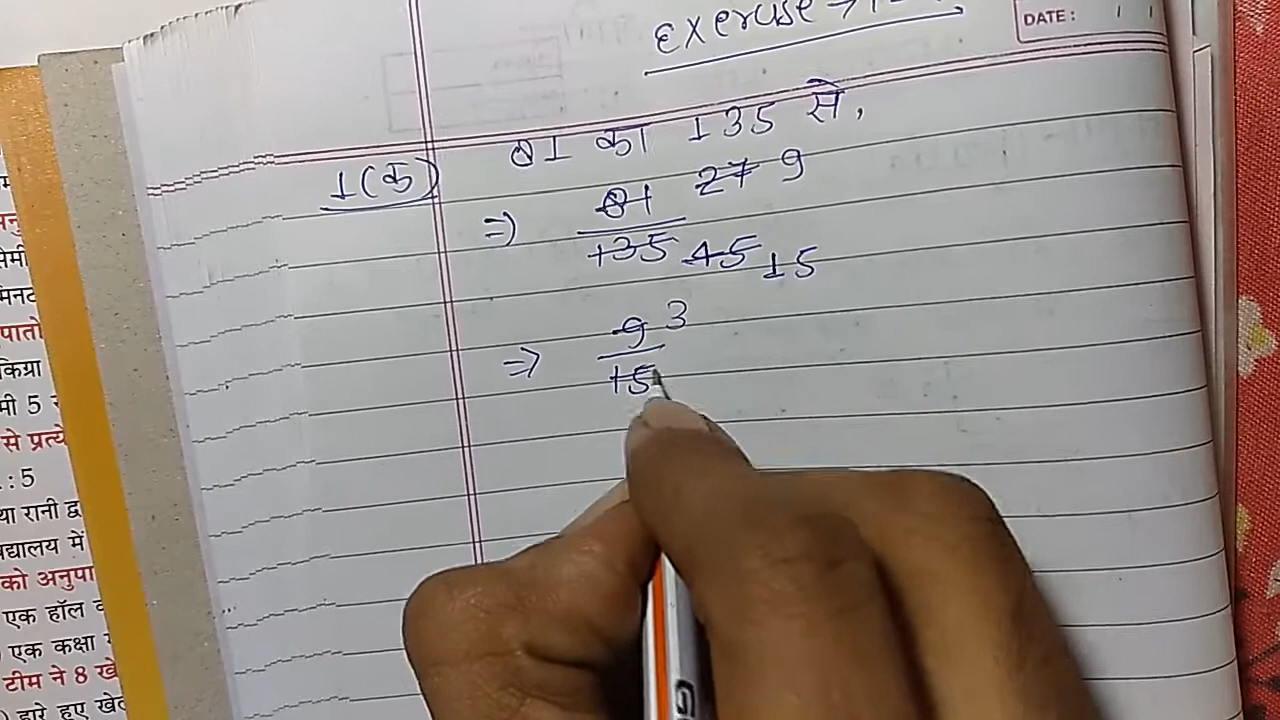 Exercise →
DATE :
1(क) 81 का 135 से,
⇒ 81 27 9
135 45 15
⇒ 9 3
15
पातो
किग्रा
मी 5
से प्रत्ये
: 5
या रानी द्व
द्यालय में
को अनुपा
एक हॉल
एक कक्षा
टीम ने 8 खे
हारे हुए खेल